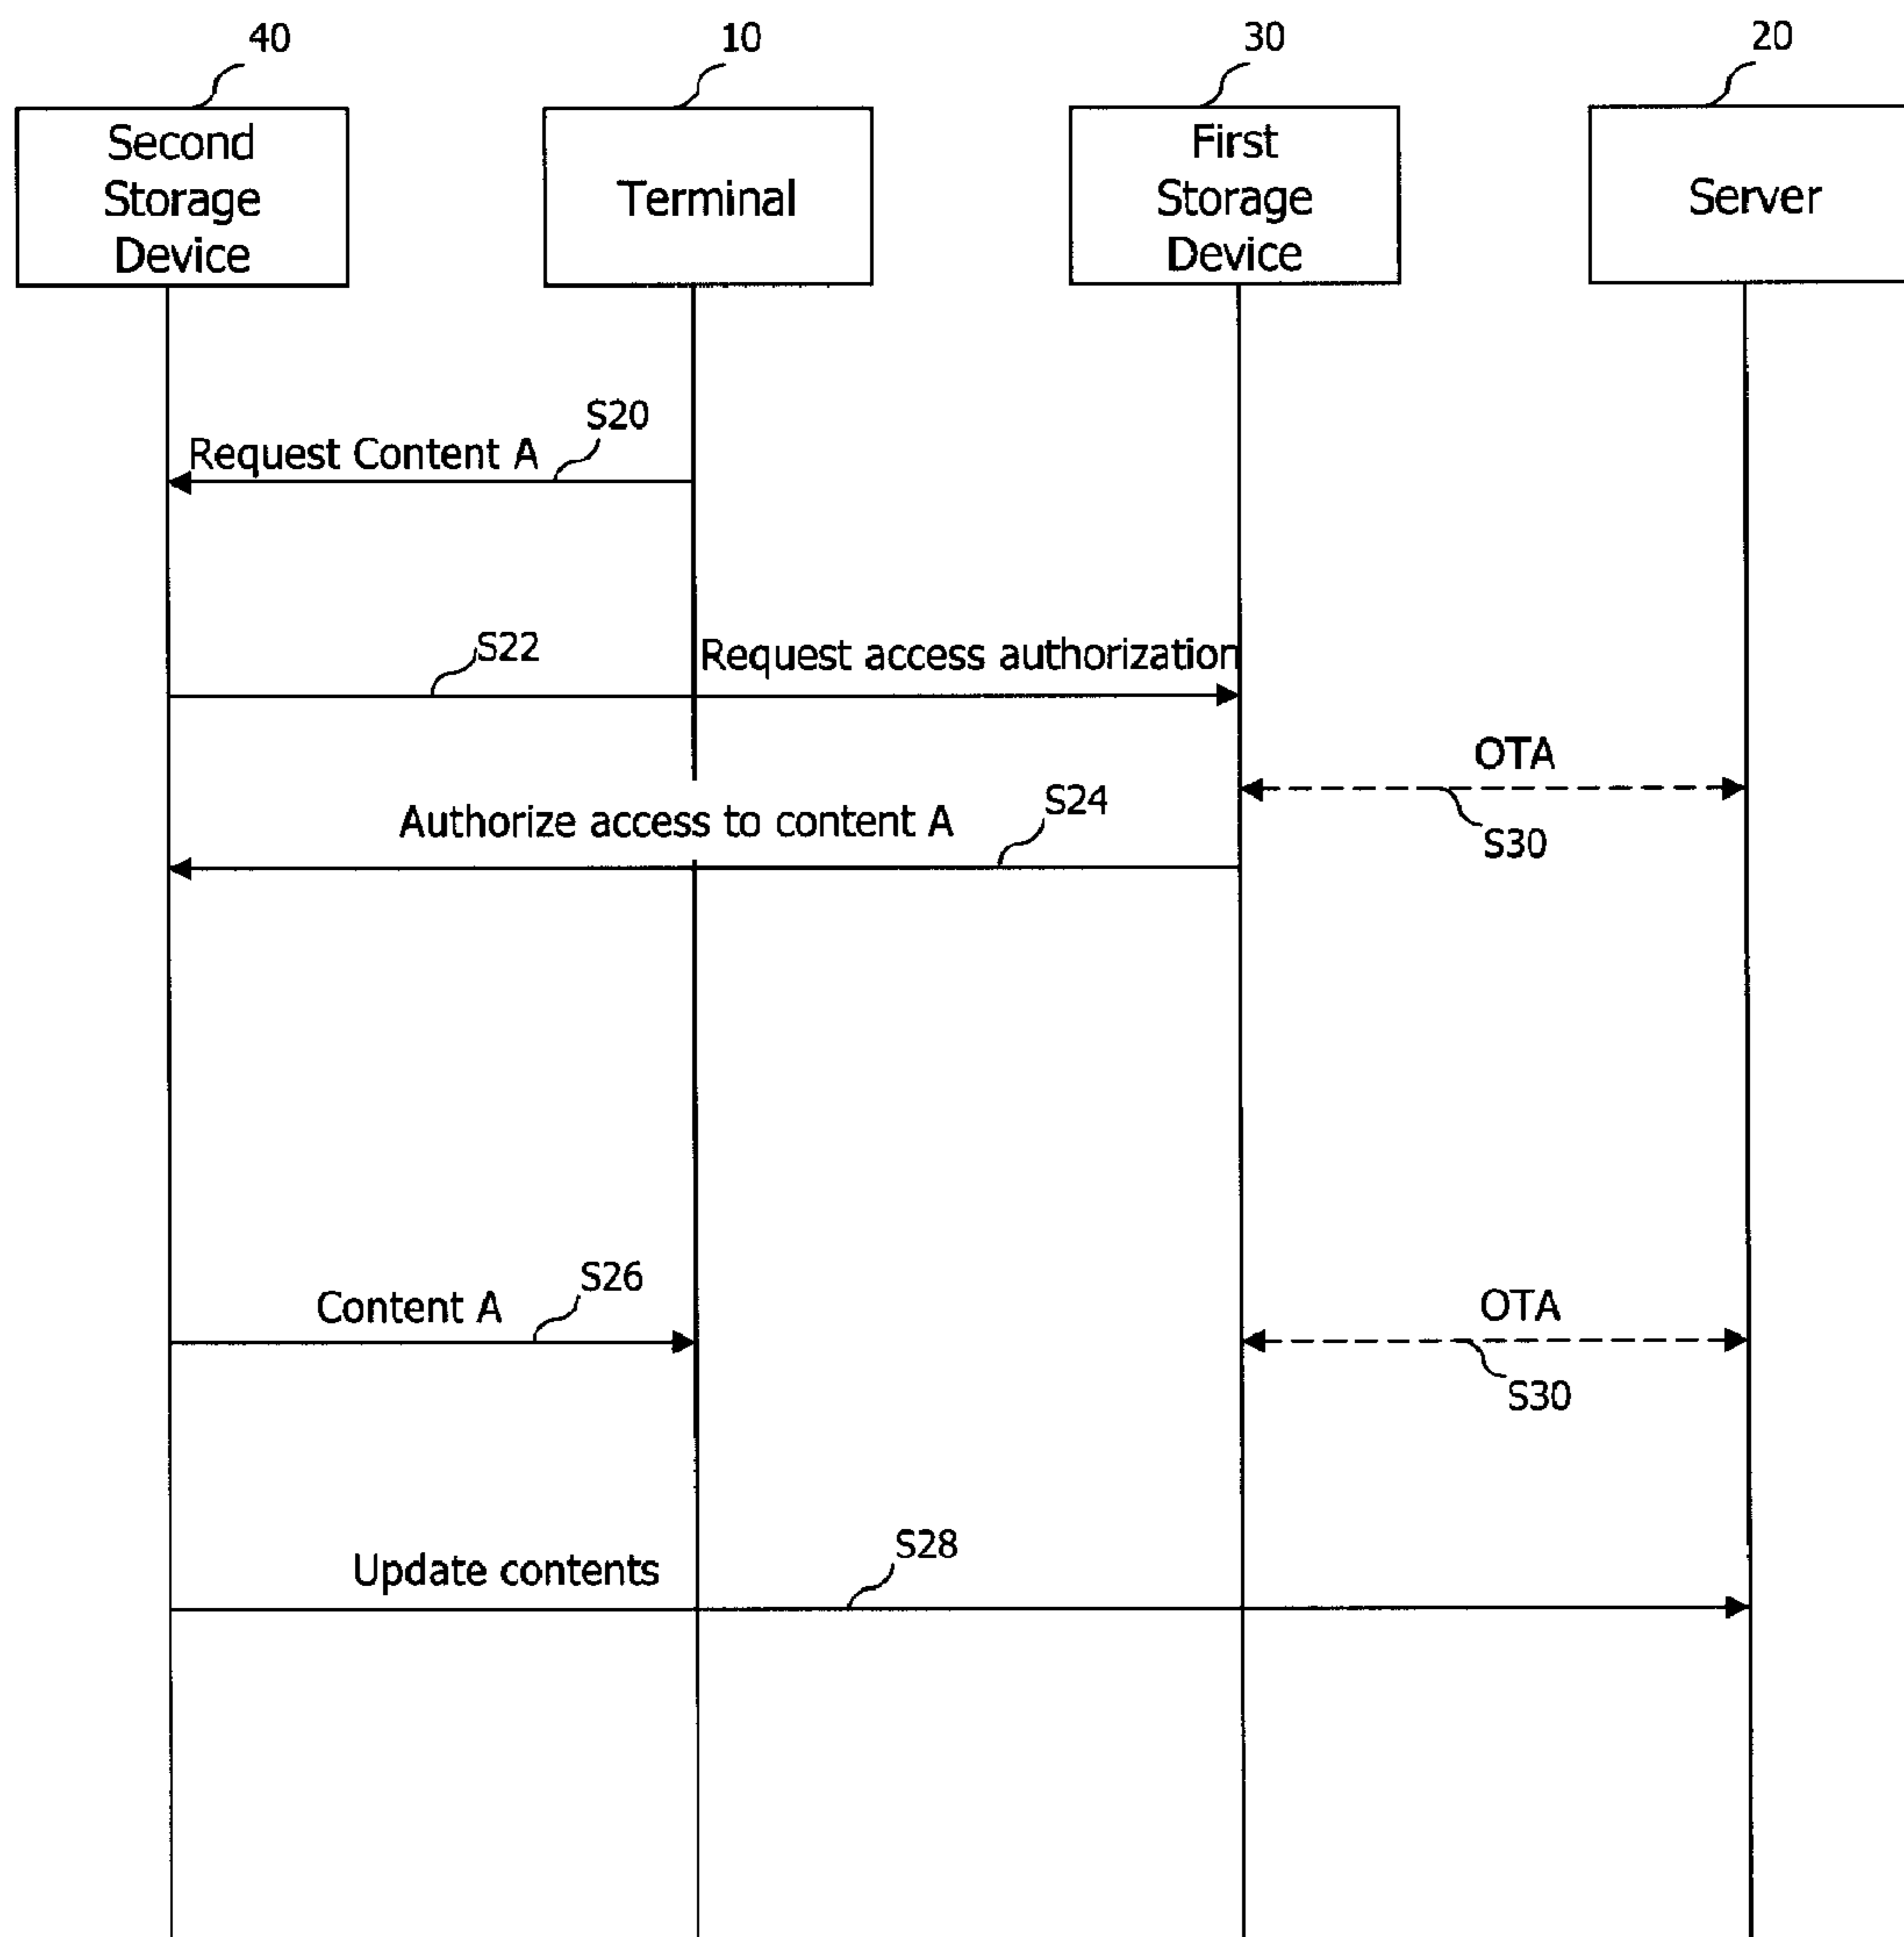 40
10
30
20
Second
Storage
Device
Terminal
First
Storage
Device
Server
S20
Request Content A
S22
Request access authorization
OTA
S30
S24
Authorize access to content A
S26
Content A
OTA
S30
S28
Update contents